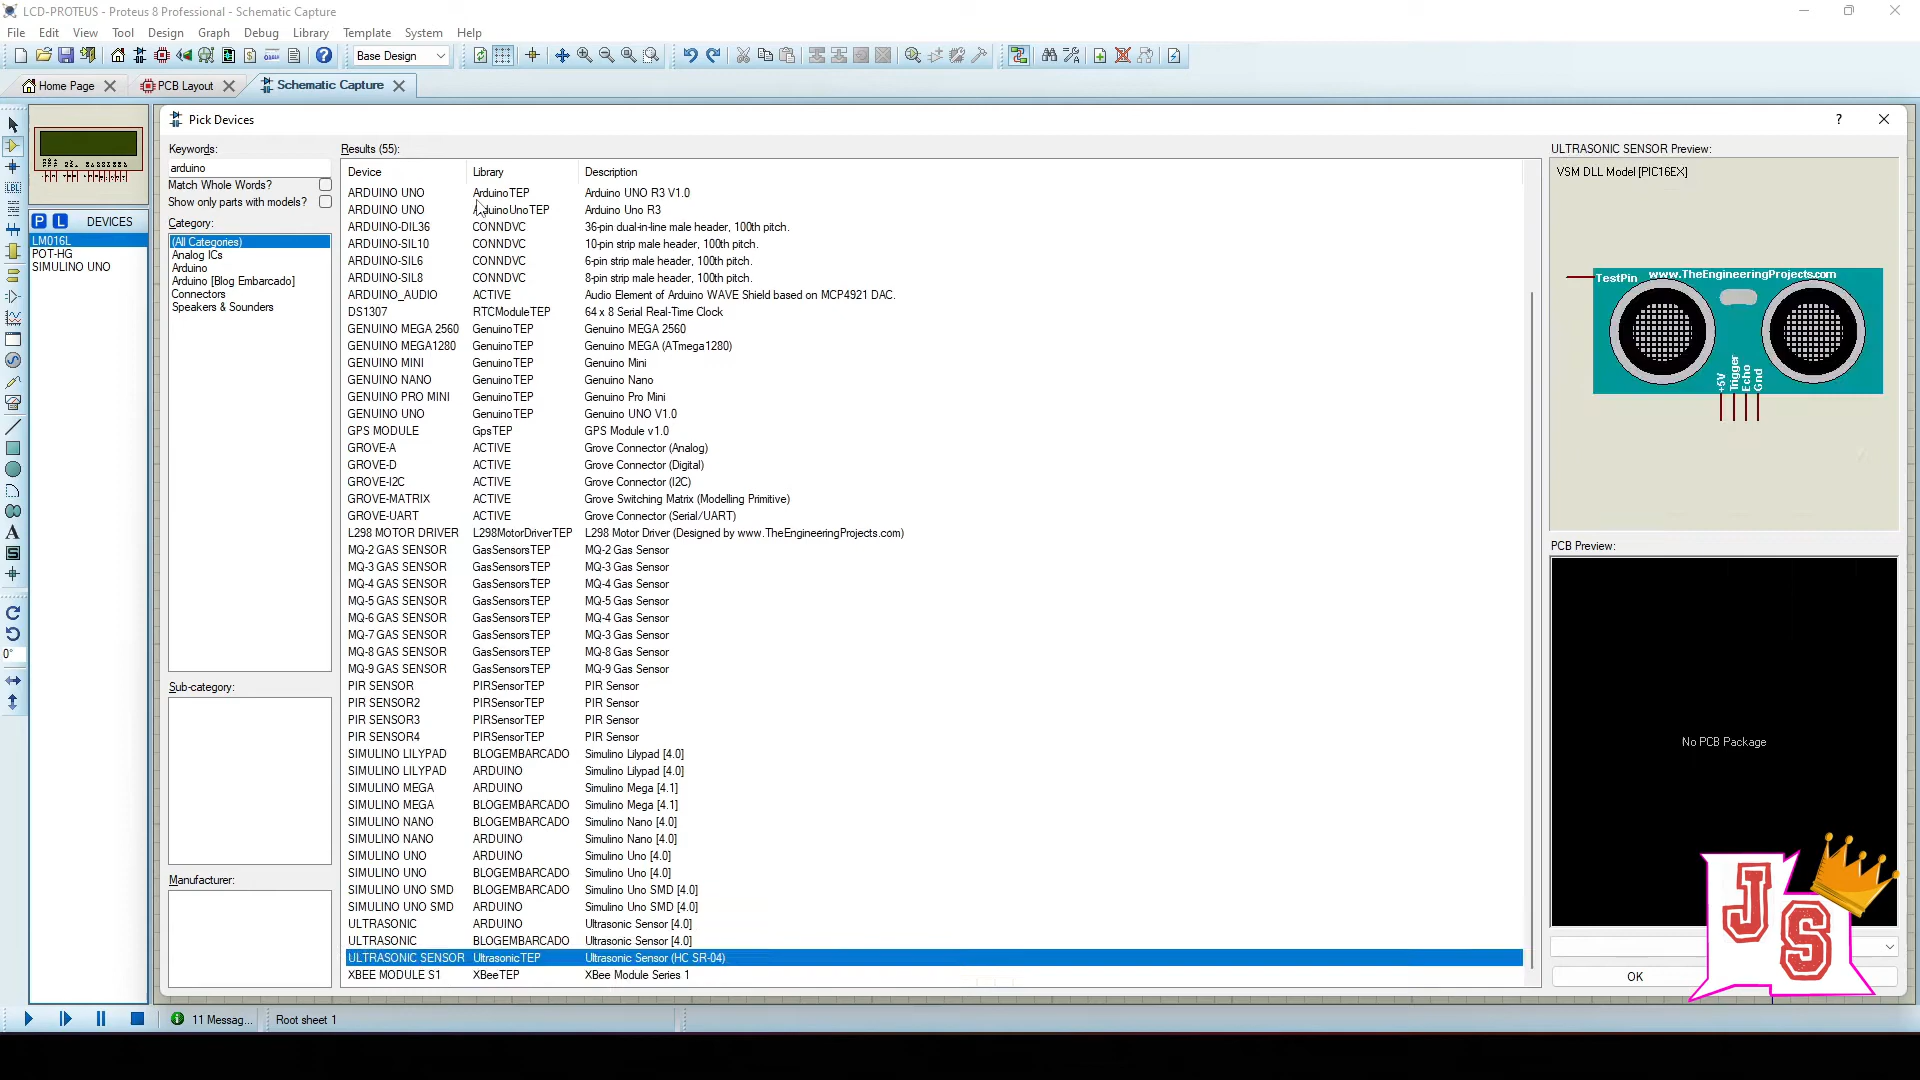 LCD-PROTEUS - Proteus 8 Professional - Schematic Capture
File Edit View Tool Design Graph Debug Library Template System Help
Base Design
Home Page PCB Layout Schematic Capture
Pick Devices ?
P L DEVICES
LM016L
POT-HG
SIMULINO UNO
LBL
A
S
0°
Keywords:
arduino
Match Whole Words?
Show only parts with models?
Category:
(All Categories)
Analog ICs
Arduino
Arduino [Blog Embarcado]
Connectors
Speakers & Sounders
Sub-category:
Manufacturer:
Results (55):
Device Library Description
ARDUINO UNO ArduinoTEP Arduino UNO R3 V1.0
ARDUINO UNO ArduinoUnoTEP Arduino Uno R3
ARDUINO-DIL36 CONNDVC 36-pin dual-in-line male header, 100th pitch.
ARDUINO-SIL10 CONNDVC 10-pin strip male header, 100th pitch.
ARDUINO-SIL6 CONNDVC 6-pin strip male header, 100th pitch.
ARDUINO-SIL8 CONNDVC 8-pin strip male header, 100th pitch.
ARDUINO_AUDIO ACTIVE Audio Element of Arduino WAVE Shield based on MCP4921 DAC.
DS1307 RTCModuleTEP 64 x 8 Serial Real-Time Clock
GENUINO MEGA 2560 GenuinoTEP Genuino MEGA 2560
GENUINO MEGA1280 GenuinoTEP Genuino MEGA (ATmega1280)
GENUINO MINI GenuinoTEP Genuino Mini
GENUINO NANO GenuinoTEP Genuino Nano
GENUINO PRO MINI GenuinoTEP Genuino Pro Mini
GENUINO UNO GenuinoTEP Genuino UNO V1.0
GPS MODULE GpsTEP GPS Module v1.0
GROVE-A ACTIVE Grove Connector (Analog)
GROVE-D ACTIVE Grove Connector (Digital)
GROVE-I2C ACTIVE Grove Connector (I2C)
GROVE-MATRIX ACTIVE Grove Switching Matrix (Modelling Primitive)
GROVE-UART ACTIVE Grove Connector (Serial/UART)
L298 MOTOR DRIVER L298MotorDriverTEP L298 Motor Driver (Designed by www.TheEngineeringProjects.com)
MQ-2 GAS SENSOR GasSensorsTEP MQ-2 Gas Sensor
MQ-3 GAS SENSOR GasSensorsTEP MQ-3 Gas Sensor
MQ-4 GAS SENSOR GasSensorsTEP MQ-4 Gas Sensor
MQ-5 GAS SENSOR GasSensorsTEP MQ-5 Gas Sensor
MQ-6 GAS SENSOR GasSensorsTEP MQ-4 Gas Sensor
MQ-7 GAS SENSOR GasSensorsTEP MQ-3 Gas Sensor
MQ-8 GAS SENSOR GasSensorsTEP MQ-8 Gas Sensor
MQ-9 GAS SENSOR GasSensorsTEP MQ-9 Gas Sensor
PIR SENSOR PIRSensorTEP PIR Sensor
PIR SENSOR2 PIRSensorTEP PIR Sensor
PIR SENSOR3 PIRSensorTEP PIR Sensor
PIR SENSOR4 PIRSensorTEP PIR Sensor
SIMULINO LILYPAD BLOGEMBARCADO Simulino Lilypad [4.0]
SIMULINO LILYPAD ARDUINO Simulino Lilypad [4.0]
SIMULINO MEGA ARDUINO Simulino Mega [4.1]
SIMULINO MEGA BLOGEMBARCADO Simulino Mega [4.1]
SIMULINO NANO BLOGEMBARCADO Simulino Nano [4.0]
SIMULINO NANO ARDUINO Simulino Nano [4.0]
SIMULINO UNO ARDUINO Simulino Uno [4.0]
SIMULINO UNO BLOGEMBARCADO Simulino Uno [4.0]
SIMULINO UNO SMD BLOGEMBARCADO Simulino Uno SMD [4.0]
SIMULINO UNO SMD ARDUINO Simulino Uno SMD [4.0]
ULTRASONIC ARDUINO Ultrasonic Sensor [4.0]
ULTRASONIC BLOGEMBARCADO Ultrasonic Sensor [4.0]
ULTRASONIC SENSOR UltrasonicTEP Ultrasonic Sensor (HC SR-04)
XBEE MODULE S1 XBeeTEP XBee Module Series 1
ULTRASONIC SENSOR Preview:
VSM DLL Model [PIC16EX]
TestPin www.TheEngineeringProjects.com
+5V
Trigger
Echo
Gnd
PCB Preview:
No PCB Package
OK
JS
11 Messag... Root sheet 1